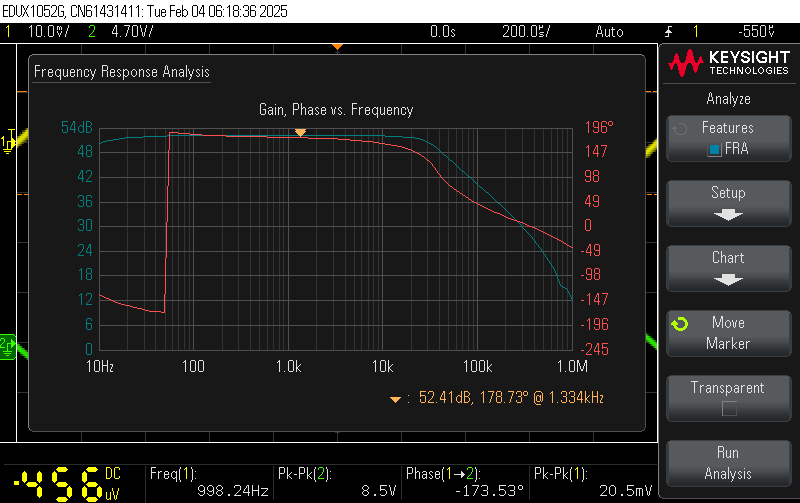 EDUX1052G, CN61431411: Tue Feb 04 06:18:36 2025
1 10.0V/ 2 4.70V/ 0.0s 200.0s/ Auto 1 -550V
KEYSIGHT
TECHNOLOGIES
Frequency Response Analysis
Analyze
Gain, Phase vs. Frequency
Features
FRA
54dB 196°
48 147
42 98
36 49
30 0
24 -49
18 -98
12 -147
6 -196
0 -245
10Hz 100 1.0k 10k 100k 1.0M
: 52.41dB, 178.73° @ 1.334kHz
Setup
Chart
Move
Marker
Transparent
Run
Analysis
1
2
-456 DC uV
Freq(1): 998.24Hz
Pk-Pk(2): 8.5V
Phase(1→2): -173.53°
Pk-Pk(1): 20.5mV